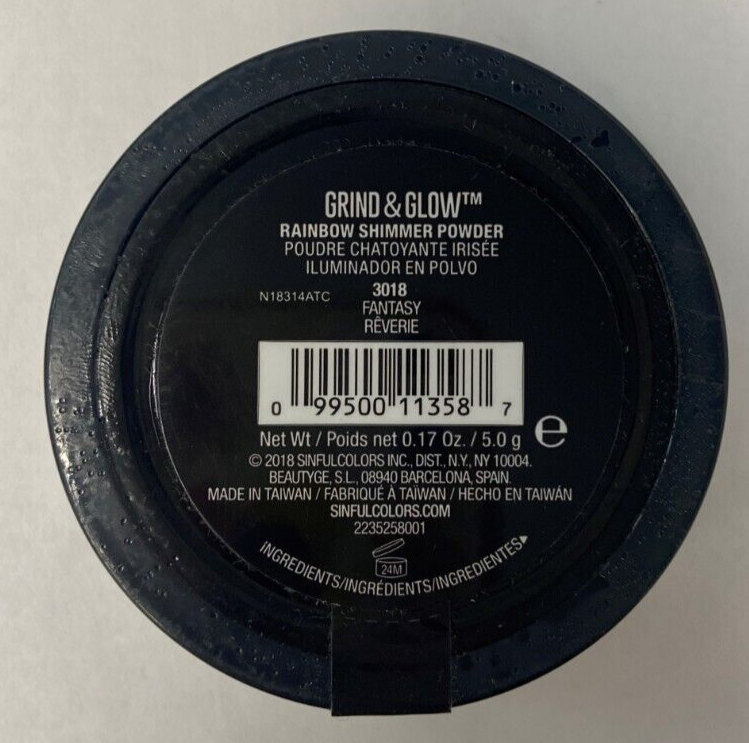 GRIND & GLOW™
RAINBOW SHIMMER POWDER
POUDRE CHATOYANTE IRISÉE
ILUMINADOR EN POLVO
N18314ATC
3018
FANTASY
RÊVERIE
0 99500 11358 7
Net Wt / Poids net 0.17 Oz. / 5.0 g e
© 2018 SINFULCOLORS INC., DIST., N.Y., NY 10004.
BEAUTYGE, S.L., 08940 BARCELONA, SPAIN.
MADE IN TAIWAN / FABRIQUÉ À TAÏWAN / HECHO EN TAIWÁN
SINFULCOLORS.COM
2235258001
24M
INGREDIENTS/INGRÉDIENTS/INGREDIENTES▲